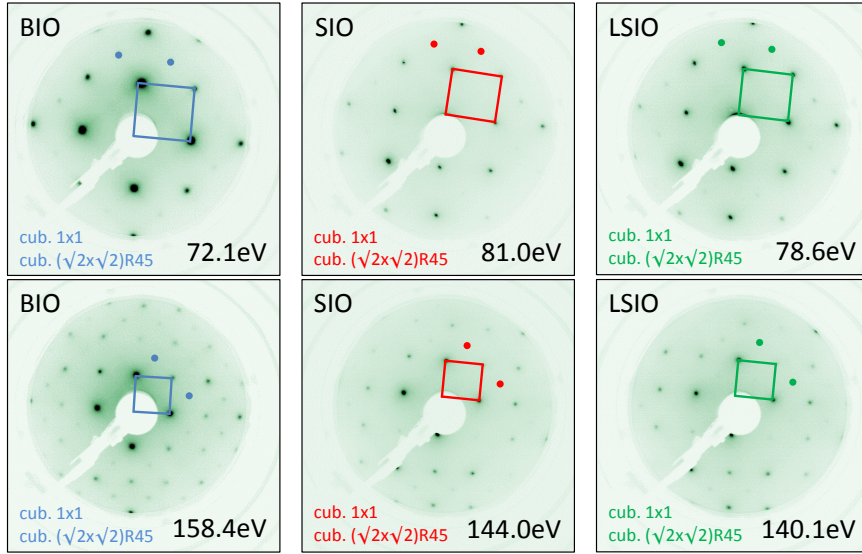 BIO
cub. 1x1
cub. (√2x√2)R45
72.1eV
SIO
cub. 1x1
cub. (√2x√2)R45
81.0eV
LSIO
cub. 1x1
cub. (√2x√2)R45
78.6eV
BIO
cub. 1x1
cub. (√2x√2)R45
158.4eV
SIO
cub. 1x1
cub. (√2x√2)R45
144.0eV
LSIO
cub. 1x1
cub. (√2x√2)R45
140.1eV